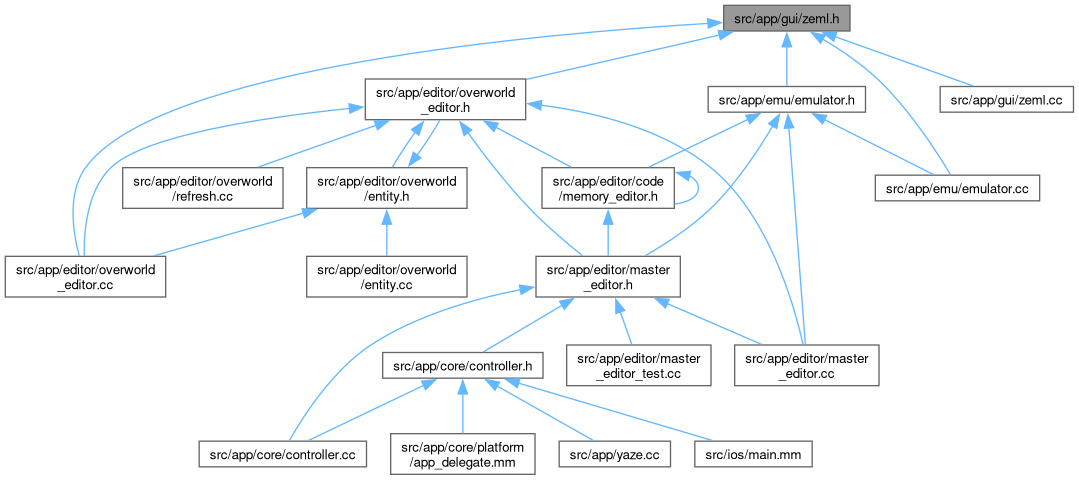 src/app/gui/zeml.h
src/app/editor/overworld
_editor.h
src/app/emu/emulator.h
src/app/gui/zeml.cc
src/app/editor/overworld
/refresh.cc
src/app/editor/overworld
/entity.h
src/app/editor/code
/memory_editor.h
src/app/emu/emulator.cc
src/app/editor/overworld
_editor.cc
src/app/editor/overworld
/entity.cc
src/app/editor/master
_editor.h
src/app/core/controller.h
src/app/editor/master
_editor_test.cc
src/app/editor/master
_editor.cc
src/app/core/controller.cc
src/app/core/platform
/app_delegate.mm
src/app/yaze.cc
src/ios/main.mm